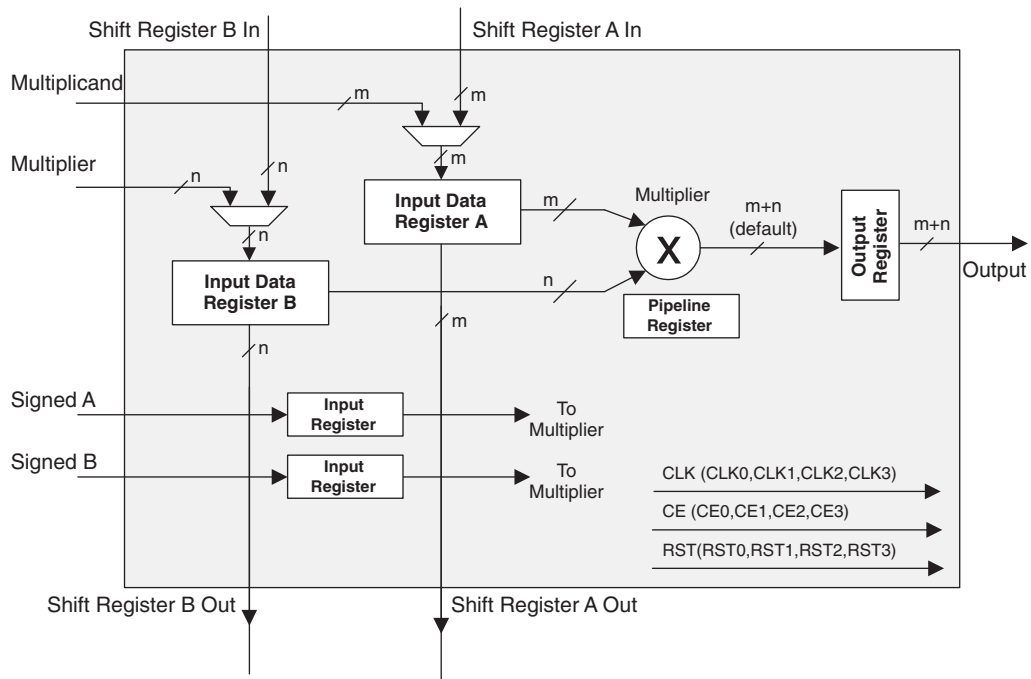 Shift Register B In
Shift Register A In
Multiplicand
m
m
Multiplier
n
n
m
Input Data
Register A
m
Multiplier
m+n
(default)
m+n
X
Output
Register
Output
n
Input Data
Register B
n
Pipeline
Register
m
n
Signed A
Input
Register
To
Multiplier
Signed B
Input
Register
To
Multiplier
CLK (CLK0,CLK1,CLK2,CLK3)
CE (CE0,CE1,CE2,CE3)
RST(RST0,RST1,RST2,RST3)
Shift Register B Out
Shift Register A Out